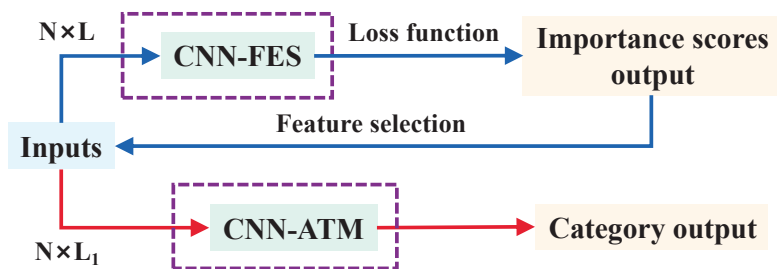 N×L
CNN-FES
Loss function
Importance scores
output
Feature selection
Inputs
N×L₁
CNN-ATM
Category output